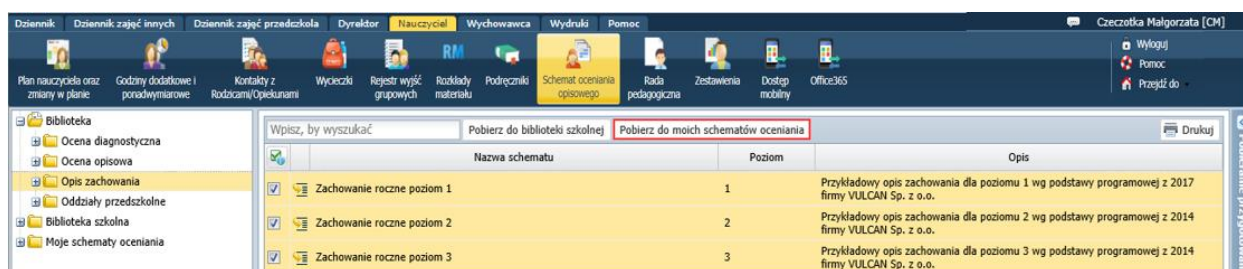 Dziennik Dziennik zajęć innych Dziennik zajęć przedszkola Dyrektor Nauczyciel Wychowawca Wydruki Pomoc Czeczotka Małgorzata [CM]
Plan nauczyciela oraz zmiany w planie
Godziny dodatkowe i ponadwymiarowe
Kontakty z Rodzicami/Opiekunami
Wycieczki
Rejestr wyjść grupowych
RM
Rozkłady materiału
Podręczniki
Schemat oceniania opisowego
Rada pedagogiczna
Zestawienia
Dostęp mobilny
Office365
Wyloguj
Pomoc
Przejdź do
Biblioteka
Ocena diagnostyczna
Ocena opisowa
Opis zachowania
Oddziały przedszkolne
Biblioteka szkolna
Moje schematy oceniania
Wpisz, by wyszukać Pobierz do biblioteki szkolnej Pobierz do moich schematów oceniania Drukuj
Nazwa schematu Poziom Opis
Zachowanie roczne poziom 1 1 Przykładowy opis zachowania dla poziomu 1 wg podstawy programowej z 2017
firmy VULCAN Sp. z o.o.
Zachowanie roczne poziom 2 2 Przykładowy opis zachowania dla poziomu 2 wg podstawy programowej z 2014
firmy VULCAN Sp. z o.o.
Zachowanie roczne poziom 3 3 Przykładowy opis zachowania dla poziomu 3 wg podstawy programowej z 2014
firmy VULCAN Sp. z o.o.